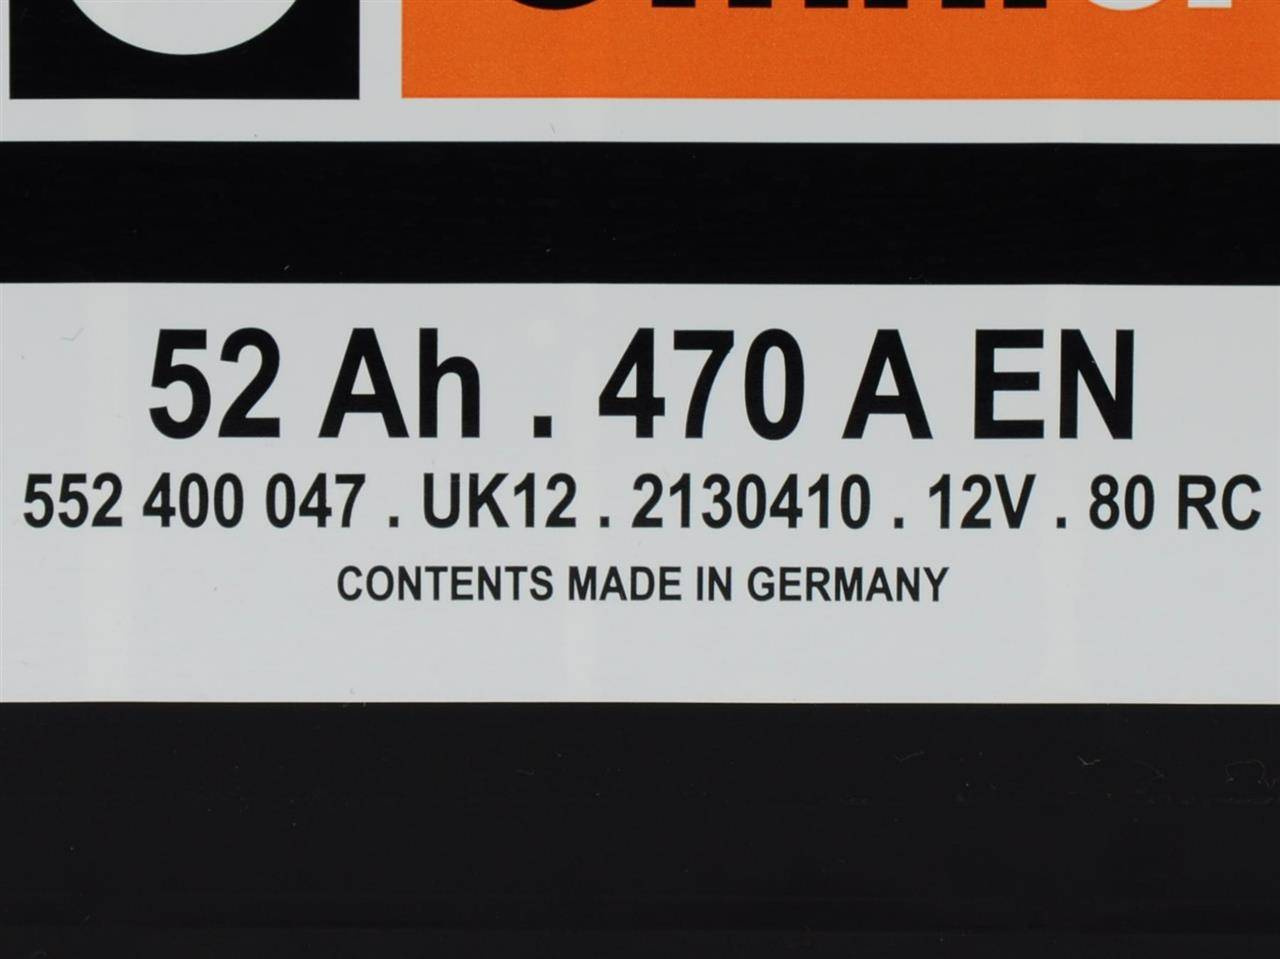 52 Ah . 470 A EN
552 400 047 . UK12 . 2130410 . 12V . 80 RC
CONTENTS MADE IN GERMANY